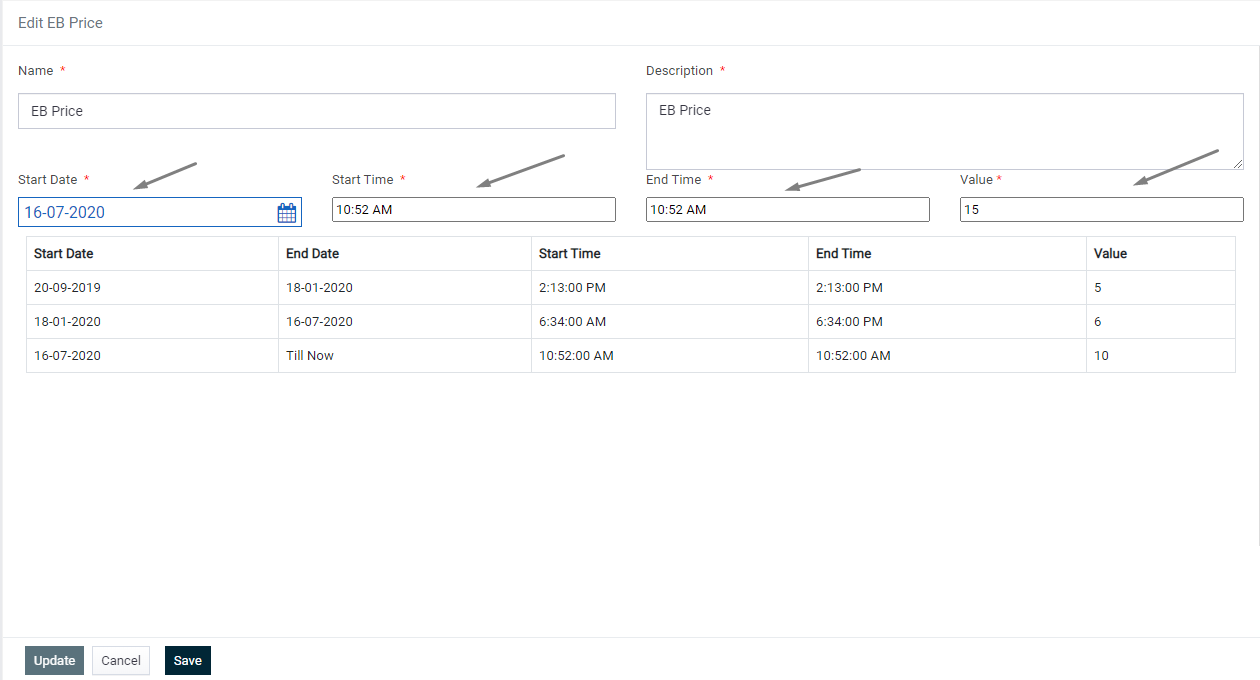 Edit EB Price
Name * Description *
EB Price EB Price
Start Date * Start Time * End Time * Value *
16-07-2020 10:52 AM 10:52 AM 15
Start Date End Date Start Time End Time Value
20-09-2019 18-01-2020 2:13:00 PM 2:13:00 PM 5
18-01-2020 16-07-2020 6:34:00 AM 6:34:00 PM 6
16-07-2020 Till Now 10:52:00 AM 10:52:00 AM 10
Update Cancel Save